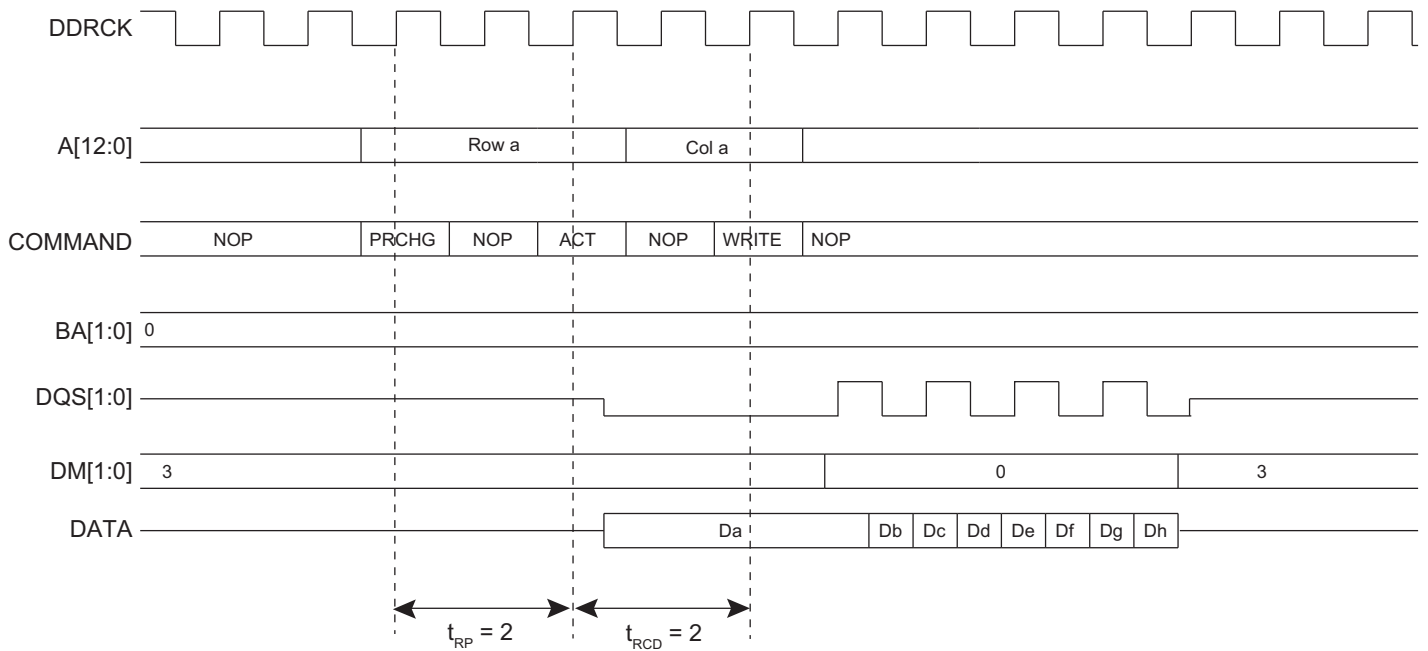 DDRCK
A[12:0] Row a Col a
COMMAND NOP PRCHG NOP ACT NOP WRITE NOP
BA[1:0] 0
DQS[1:0]
DM[1:0] 3 0 3
DATA Da Db Dc Dd De Df Dg Dh
tRP = 2 tRCD = 2